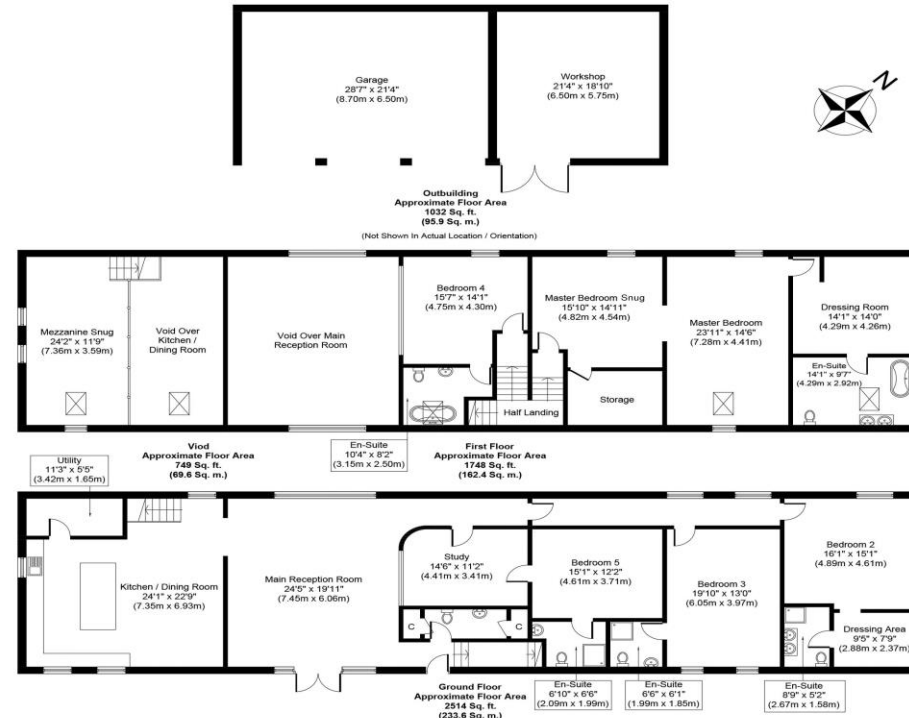 Garage
28'7" x 21'4"
(8.70m x 6.50m)
Workshop
21'4" x 18'10"
(6.50m x 5.75m)
N
Outbuilding
Approximate Floor Area
1032 Sq. ft.
(95.9 Sq. m.)
(Not Shown In Actual Location / Orientation)
Mezzanine Snug
24'2" x 11'9"
(7.36m x 3.59m)
Void Over
Kitchen /
Dining Room
Void Over Main
Reception Room
Bedroom 4
15'7" x 14'1"
(4.75m x 4.30m)
Master Bedroom Snug
15'10" x 14'11"
(4.82m x 4.54m)
Master Bedroom
23'11" x 14'6"
(7.28m x 4.41m)
Dressing Room
14'1" x 14'0"
(4.29m x 4.26m)
En-Suite
14'1" x 9'7"
(4.29m x 2.92m)
Storage
Half Landing
Viod
Approximate Floor Area
749 Sq. ft.
(69.6 Sq. m.)
En-Suite
10'4" x 8'2"
(3.15m x 2.50m)
First Floor
Approximate Floor Area
1748 Sq. ft.
(162.4 Sq. m.)
Utility
11'3" x 5'5"
(3.42m x 1.65m)
Kitchen / Dining Room
24'1" x 22'9"
(7.35m x 6.93m)
Main Reception Room
24'5" x 19'11"
(7.45m x 6.06m)
Study
14'6" x 11'2"
(4.41m x 3.41m)
C
C
Bedroom 5
15'1" x 12'2"
(4.61m x 3.71m)
Bedroom 3
19'10" x 13'0"
(6.05m x 3.97m)
Bedroom 2
16'1" x 15'1"
(4.89m x 4.61m)
Dressing Area
9'5" x 7'9"
(2.88m x 2.37m)
Ground Floor
Approximate Floor Area
2514 Sq. ft.
(233.6 Sq. m.)
En-Suite
6'10" x 6'6"
(2.09m x 1.99m)
En-Suite
6'6" x 6'1"
(1.99m x 1.85m)
En-Suite
8'9" x 5'2"
(2.67m x 1.58m)